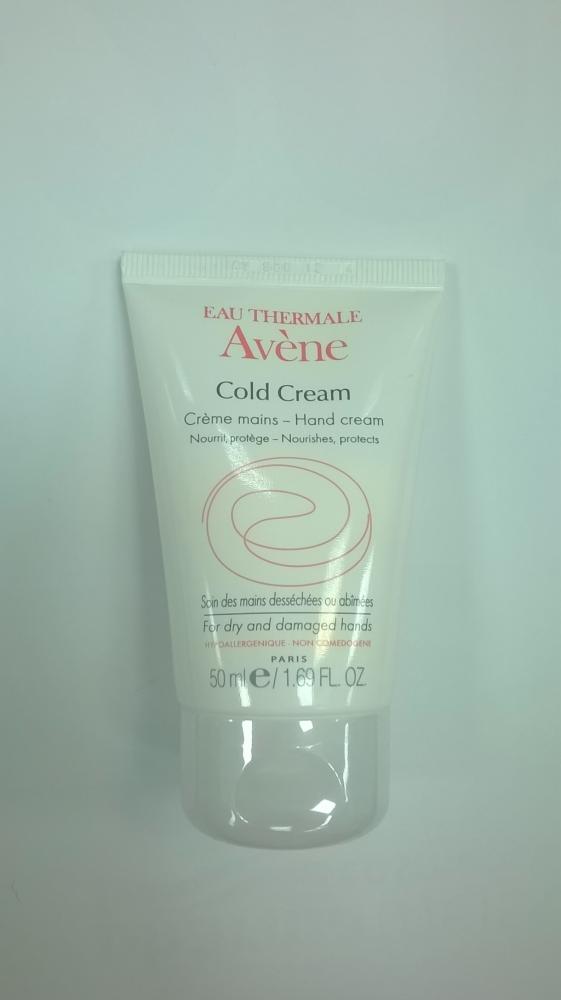 EAU THERMALE
Avène
Cold Cream
Crème mains – Hand cream
Nourrit, protège – Nourishes, protects
Soin des mains desséchées ou abîmées
For dry and damaged hands
HYPOALLERGENIQUE - NON COMEDOGENE
PARIS
50 ml e / 1.69 FL. OZ.